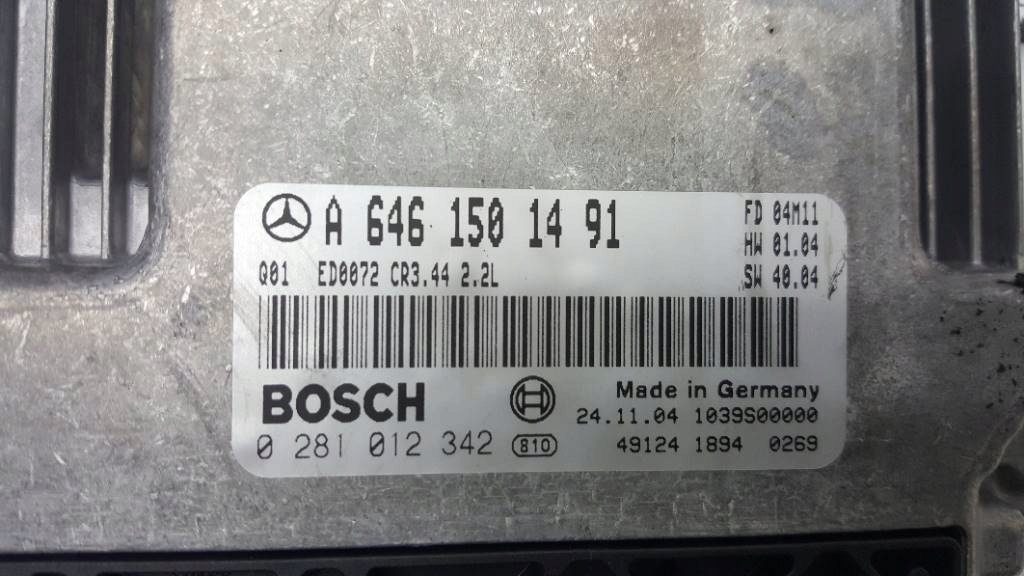 A 646 150 14 91
FD 04M11
HW 01.04
Q01 ED0072 CR3.44 2.2L
SW 40.04
BOSCH
Made in Germany
24.11.04 1039S00000
0 281 012 342 810
49124 1894 0269